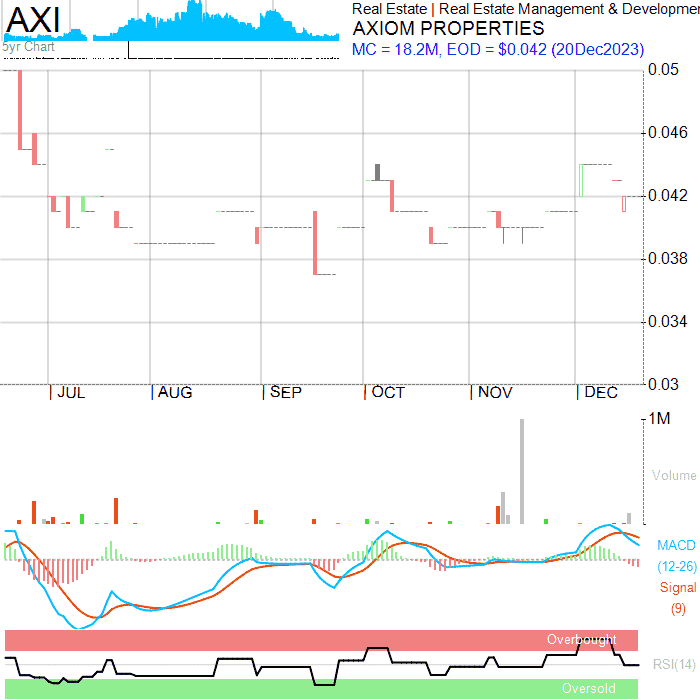 AXI
Real Estate | Real Estate Management & Developmen
AXIOM PROPERTIES
MC = 18.2M, EOD = $0.042 (20Dec2023)
5yr Chart
0.05
0.046
0.042
0.038
0.034
0.03
JUL AUG SEP OCT NOV DEC
1M
Volume
MACD
(12-26)
Signal
(9)
Overbought
RSI(14)
Oversold